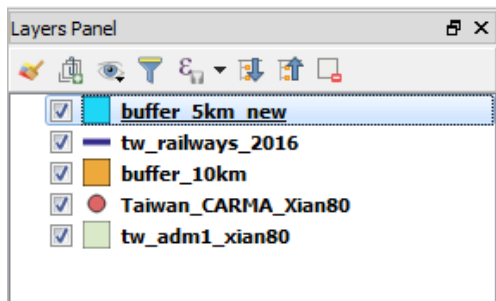 Layers Panel
buffer_5km_new
tw_railways_2016
buffer_10km
Taiwan_CARMA_Xian80
tw_adm1_xian80